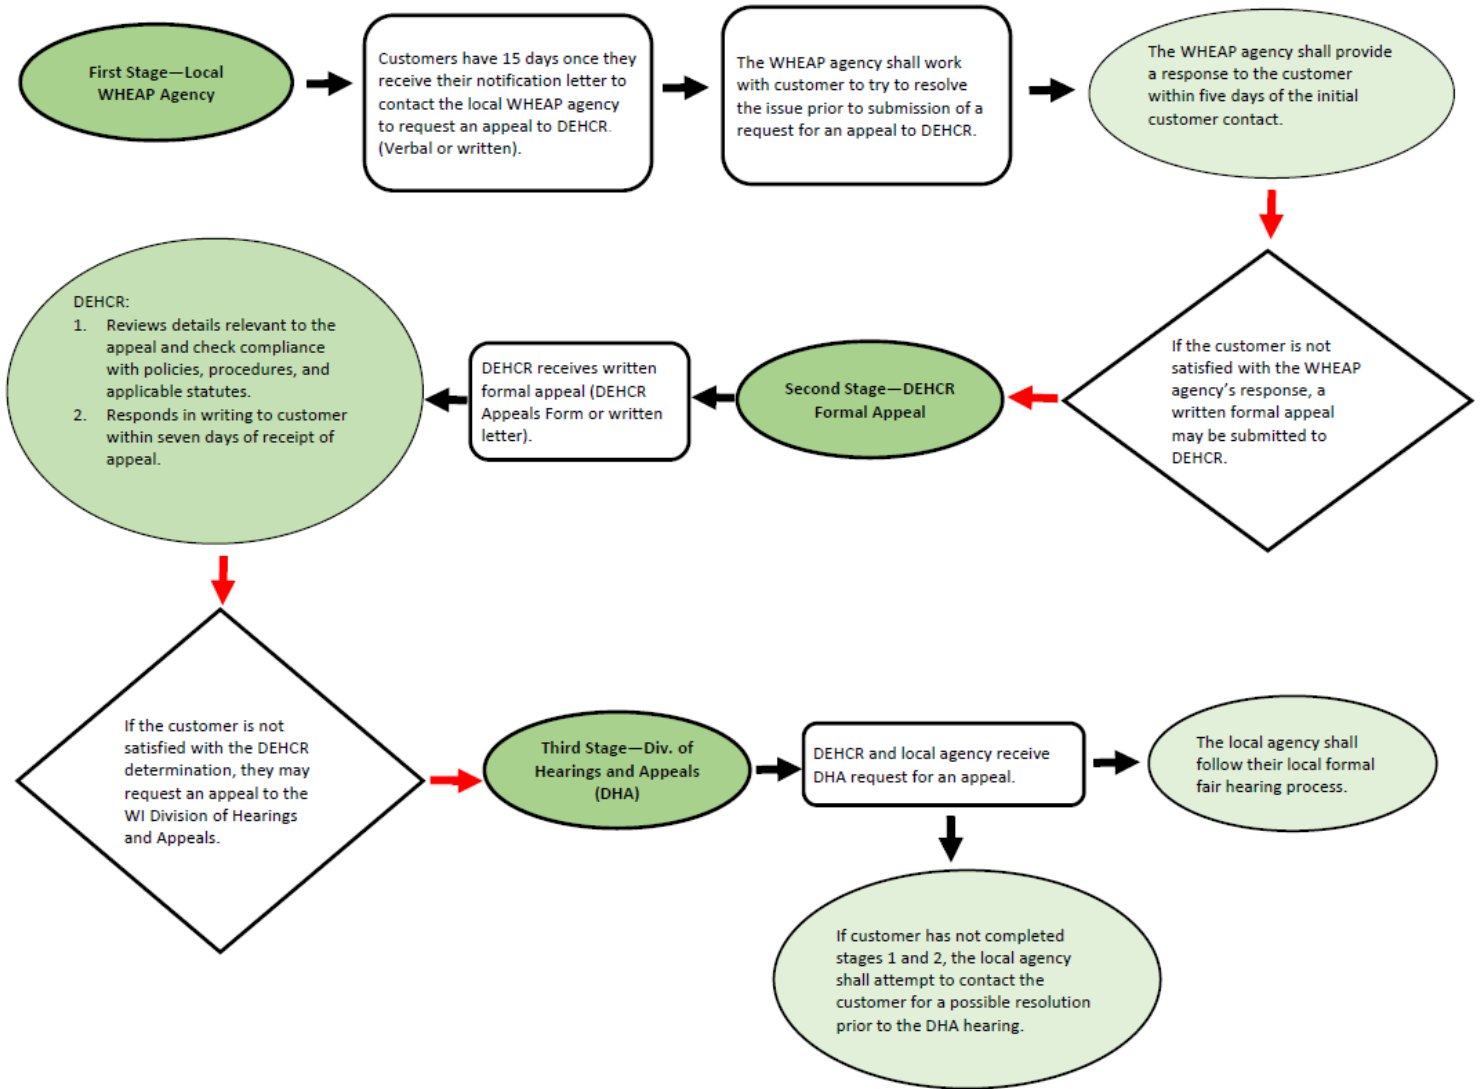 First Stage—Local
WHEAP Agency
Customers have 15 days once they
receive their notification letter to
contact the local WHEAP agency
to request an appeal to DEHCR.
(Verbal or written).
The WHEAP agency shall work
with customer to try to resolve
the issue prior to submission of a
request for an appeal to DEHCR.
The WHEAP agency shall provide
a response to the customer
within five days of the initial
customer contact.
If the customer is not
satisfied with the WHEAP
agency’s response, a
written formal appeal
may be submitted to
DEHCR.
Second Stage—DEHCR
Formal Appeal
DEHCR receives written
formal appeal (DEHCR
Appeals Form or written
letter).
DEHCR:
1. Reviews details relevant to the
appeal and check compliance
with policies, procedures, and
applicable statutes.
2. Responds in writing to customer
within seven days of receipt of
appeal.
If the customer is not
satisfied with the DEHCR
determination, they may
request an appeal to the
WI Division of Hearings
and Appeals.
Third Stage—Div. of
Hearings and Appeals
(DHA)
DEHCR and local agency receive
DHA request for an appeal.
The local agency shall
follow their local formal
fair hearing process.
If customer has not completed
stages 1 and 2, the local agency
shall attempt to contact the
customer for a possible resolution
prior to the DHA hearing.